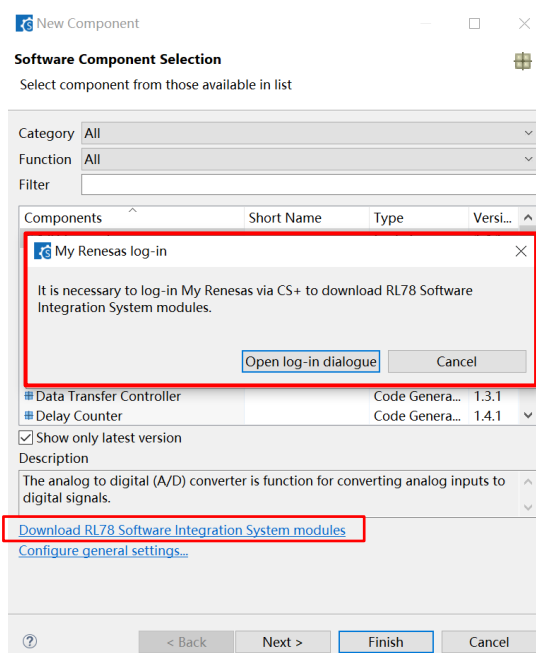 New Component
Software Component Selection
Select component from those available in list
Category All
Function All
Filter
Components Short Name Type Versi...
My Renesas log-in
It is necessary to log-in My Renesas via CS+ to download RL78 Software
Integration System modules.
Open log-in dialogue Cancel
Data Transfer Controller Code Genera... 1.3.1
Delay Counter Code Genera... 1.4.1
Show only latest version
Description
The analog to digital (A/D) converter is function for converting analog inputs to
digital signals.
Download RL78 Software Integration System modules
Configure general settings...
< Back Next > Finish Cancel